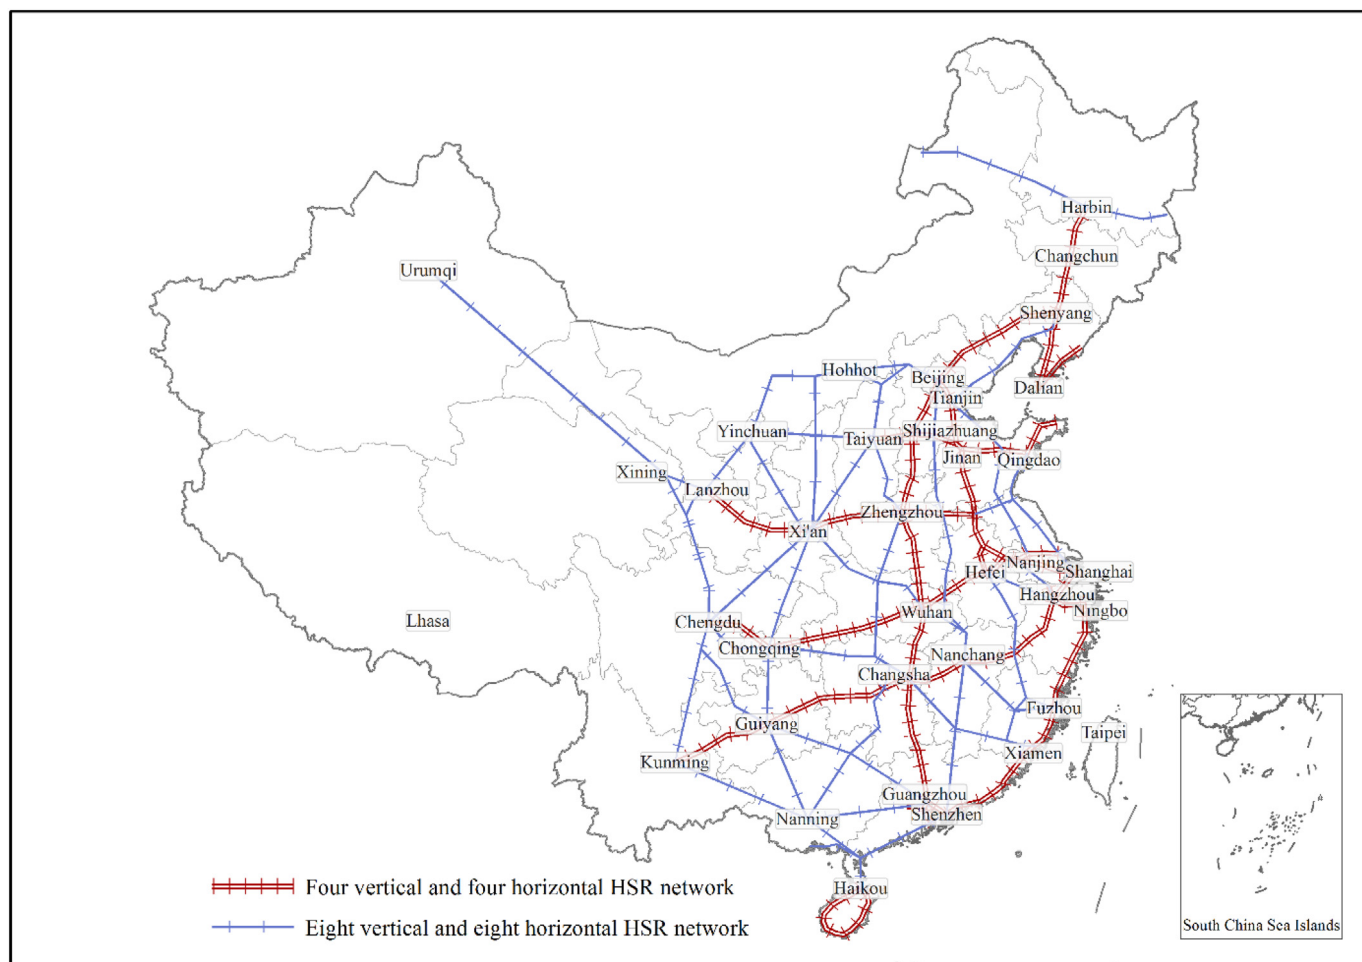 Harbin
Changchun
Urumqi
Shenyang
Hohhot
Beijing
Dalian
Tianjin
Yinchuan
Taiyuan
Shijiazhuang
Jinan
Qingdao
Xining
Lanzhou
Zhengzhou
Xi'an
Nanjing
Hefei
Shanghai
Hangzhou
Ningbo
Wuhan
Lhasa
Chengdu
Chongqing
Nanchang
Changsha
Fuzhou
Guiyang
Taipei
Xiamen
Kunming
Guangzhou
Shenzhen
Nanning
Haikou
Four vertical and four horizontal HSR network
Eight vertical and eight horizontal HSR network
South China Sea Islands